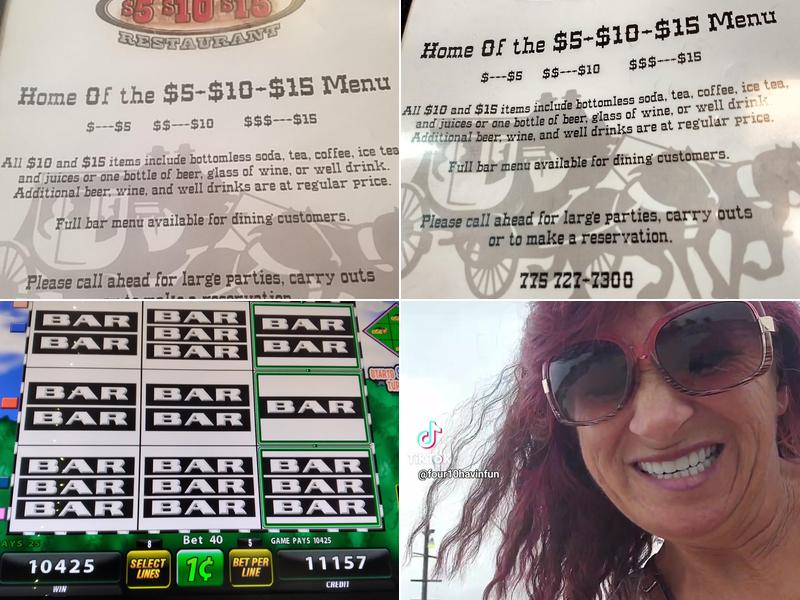 $5 $10 $15
RESTAURANT
Home Of the $5-$10-$15 Menu
$---$5 $$---$10 $$$---$15
All $10 and $15 items include bottomless soda, tea, coffee, ice tea
and juices or one bottle of beer, glass of wine, or well drink.
Additional beer, wine, and well drinks are at regular price.
Full bar menu available for dining customers.
Please call ahead for large parties, carry outs
or to make a reservation.
Home Of the $5-$10-$15 Menu
$---$5 $$---$10 $$$---$15
All $10 and $15 items include bottomless soda, tea, coffee, ice tea,
and juices or one bottle of beer, glass of wine, or well drink.
Additional beer, wine, and well drinks are at regular price.
Full bar menu available for dining customers.
Please call ahead for large parties, carry outs
or to make a reservation.
775 727-7300
BAR BAR BAR
BAR BAR BAR
BAR
BAR BAR BAR
BAR BAR
BAR BAR BAR
BAR BAR BAR
BAR BAR BAR
AYS 25 8 Bet 40 5 GAME PAYS 10425
10425 SELECT LINES 1¢ BET PER LINE 11157
WIN CREDIT
TikTok
@four10havinfun